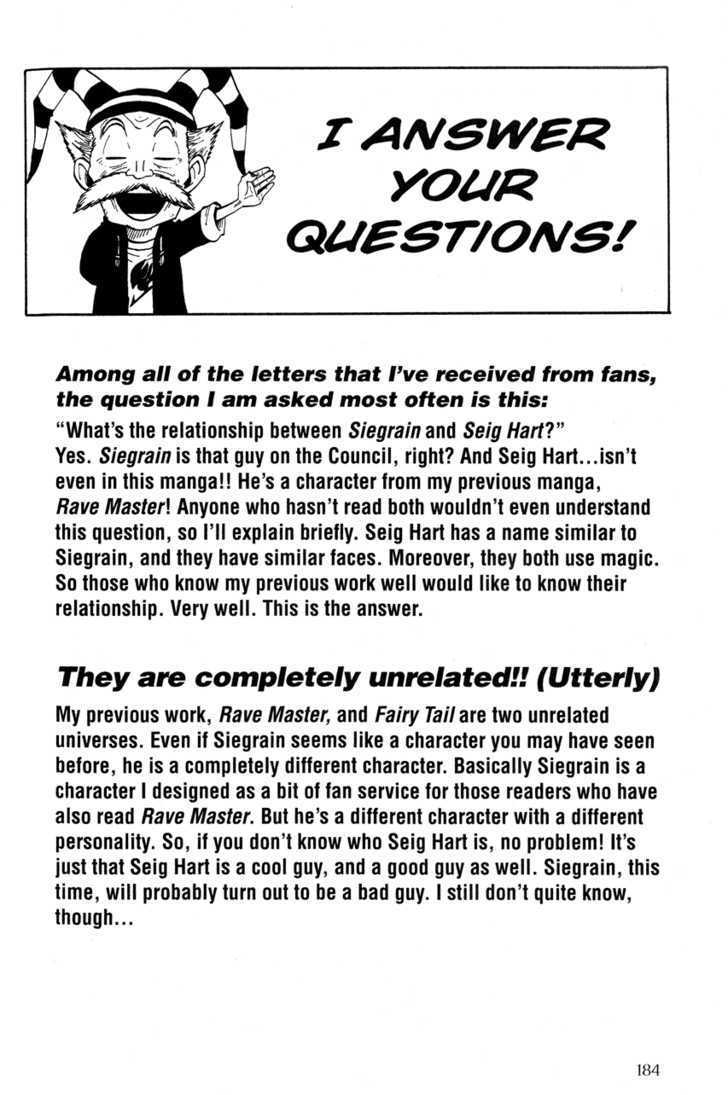 I ANSWER
YOUR
QUESTIONS!
Among all of the letters that I've received from fans,
the question I am asked most often is this:
“What's the relationship between Siegrain and Seig Hart?”
Yes. Siegrain is that guy on the Council, right? And Seig Hart...isn't
even in this manga!! He's a character from my previous manga,
Rave Master! Anyone who hasn't read both wouldn't even understand
this question, so I'll explain briefly. Seig Hart has a name similar to
Siegrain, and they have similar faces. Moreover, they both use magic.
So those who know my previous work well would like to know their
relationship. Very well. This is the answer.
They are completely unrelated!! (Utterly)
My previous work, Rave Master, and Fairy Tail are two unrelated
universes. Even if Siegrain seems like a character you may have seen
before, he is a completely different character. Basically Siegrain is a
character I designed as a bit of fan service for those readers who have
also read Rave Master. But he's a different character with a different
personality. So, if you don't know who Seig Hart is, no problem! It's
just that Seig Hart is a cool guy, and a good guy as well. Siegrain, this
time, will probably turn out to be a bad guy. I still don't quite know,
though...
184